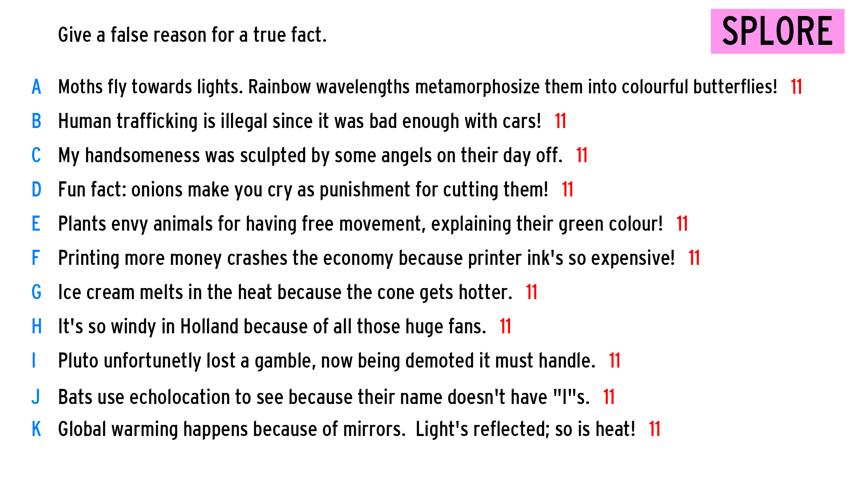 Give a false reason for a true fact.
SPLORE
A Moths fly towards lights. Rainbow wavelengths metamorphosize them into colourful butterflies! 11
B Human trafficking is illegal since it was bad enough with cars! 11
C My handsomeness was sculpted by some angels on their day off. 11
D Fun fact: onions make you cry as punishment for cutting them! 11
E Plants envy animals for having free movement, explaining their green colour! 11
F Printing more money crashes the economy because printer ink's so expensive! 11
G Ice cream melts in the heat because the cone gets hotter. 11
H It's so windy in Holland because of all those huge fans. 11
I Pluto unfortunetly lost a gamble, now being demoted it must handle. 11
J Bats use echolocation to see because their name doesn't have "I"s. 11
K Global warming happens because of mirrors.  Light's reflected; so is heat! 11